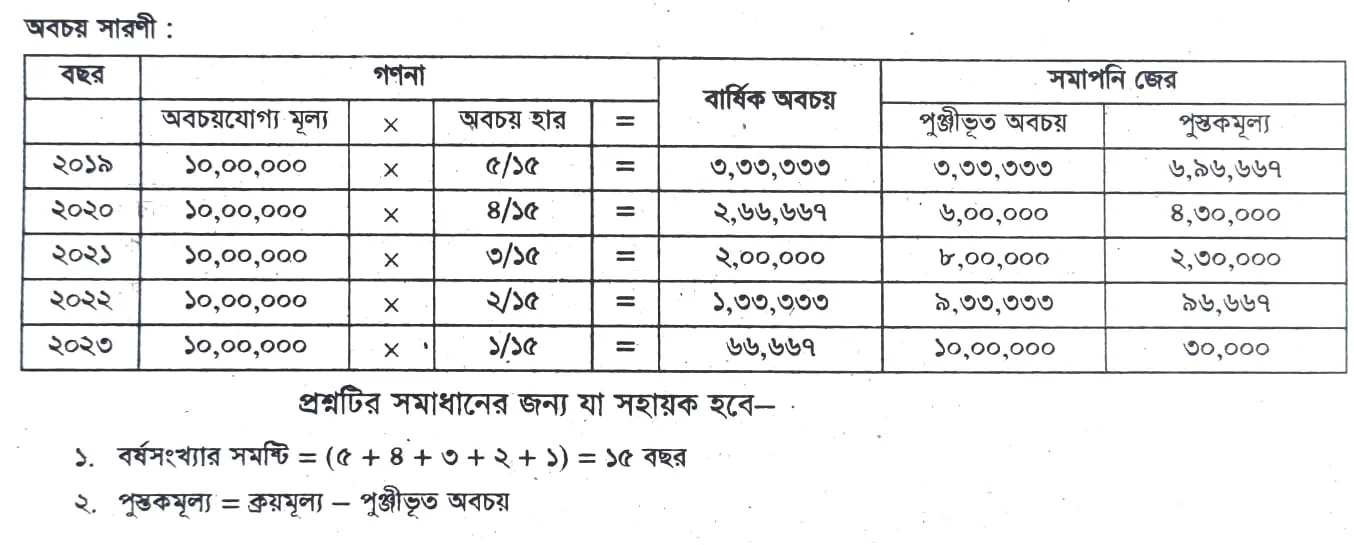 অবচয় সারণী :
বছর গণনা বার্ষিক অবচয় সমাপনি জের
অবচয়যোগ্য মূল্য × অবচয় হার = পুঞ্জীভূত অবচয় পুস্তকমূল্য
২০১৯ ১০,০০,০০০ × ৫/১৫ = ৩,৩৩,৩৩৩ ৩,৩৩,৩৩৩ ৬,৯৬,৬৬৭
২০২০ ১০,০০,০০০ × ৪/১৫ = ২,৬৬,৬৬৭ ৬,০০,০০০ ৪,৩০,০০০
২০২১ ১০,০০,০০০ × ৩/১৫ = ২,০০,০০০ ৮,০০,০০০ ২,৩০,০০০
২০২২ ১০,০০,০০০ × ২/১৫ = ১,৩৩,৩৩৩ ৯,৩৩,৩৩৩ ৯৬,৬৬৭
২০২৩ ১০,০০,০০০ × ১/১৫ = ৬৬,৬৬৭ ১০,০০,০০০ ৩০,০০০
প্রশ্নটির সমাধানের জন্য যা সহায়ক হবে–
১. বর্ষসংখ্যার সমষ্টি = (৫ + ৪ + ৩ + ২ + ১) = ১৫ বছর
২. পুস্তকমূল্য = ক্রয়মূল্য – পুঞ্জীভূত অবচয়